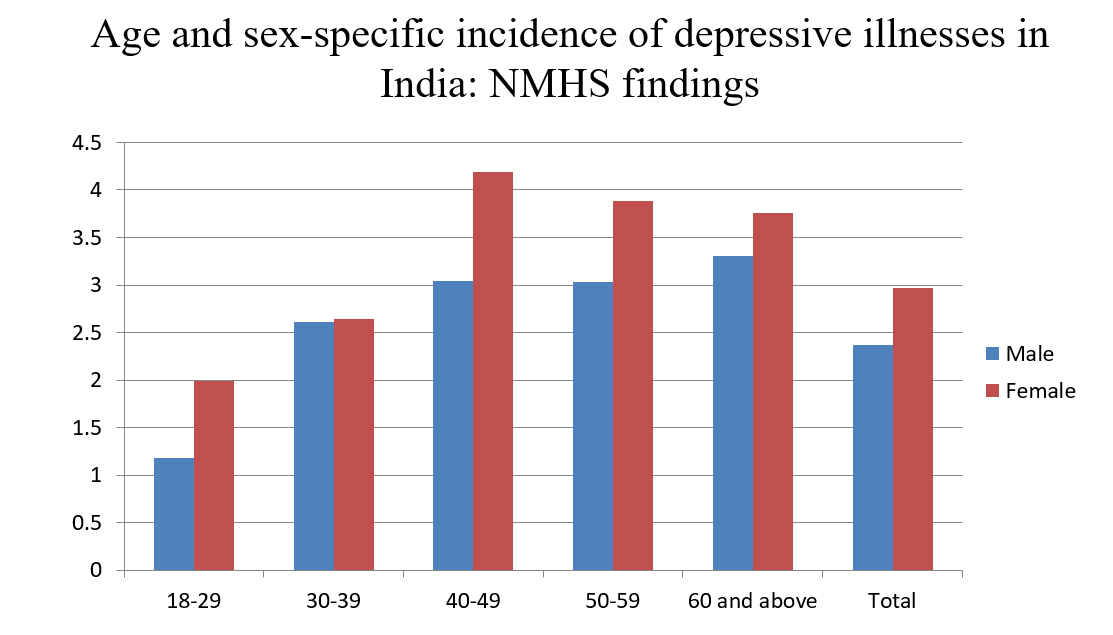 Age and sex-specific incidence of depressive illnesses in
India: NMHS findings
4.5
4
3.5
3
2.5
2
1.5
1
0.5
0
18-29
30-39
40-49
50-59
60 and above
Total
Male
Female